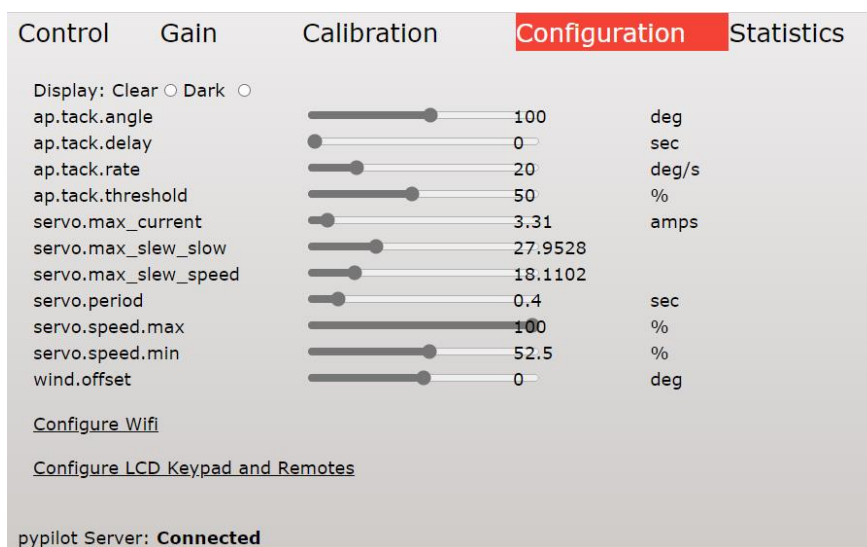 Control Gain Calibration Configuration Statistics
Display: Clear Dark
ap.tack.angle 100 deg
ap.tack.delay 0 sec
ap.tack.rate 20 deg/s
ap.tack.threshold 50 %
servo.max_current 3.31 amps
servo.max_slew_slow 27.9528
servo.max_slew_speed 18.1102
servo.period 0.4 sec
servo.speed.max 100 %
servo.speed.min 52.5 %
wind.offset 0 deg
Configure Wifi
Configure LCD Keypad and Remotes
pypilot Server: Connected